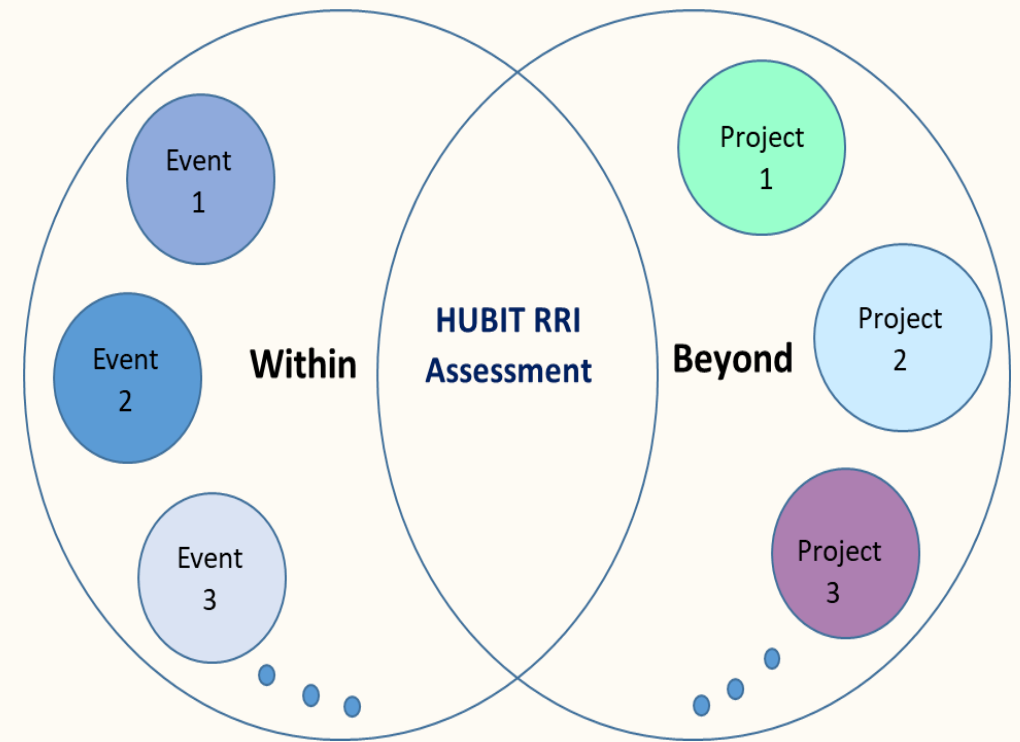 Event
1
Event
2
Event
3
Within
HUBIT RRI
Assessment
Beyond
Project
1
Project
2
Project
3